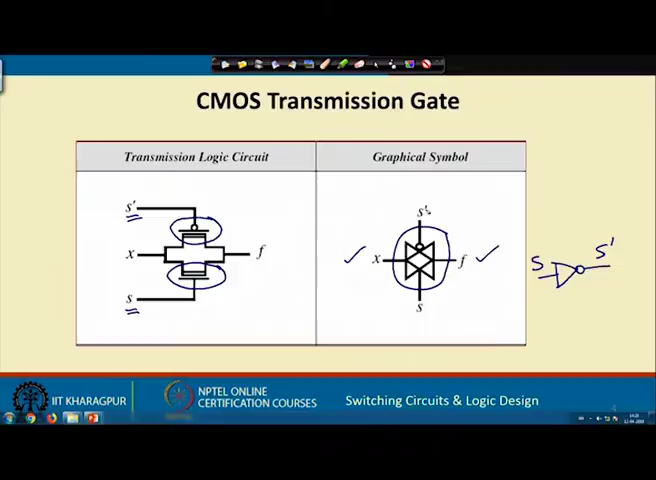 CMOS Transmission Gate
Transmission Logic Circuit
Graphical Symbol
s'
s'
x
f
x
f
s
s
s
s'
IIT KHARAGPUR
NPTEL ONLINE
CERTIFICATION COURSES
Switching Circuits & Logic Design